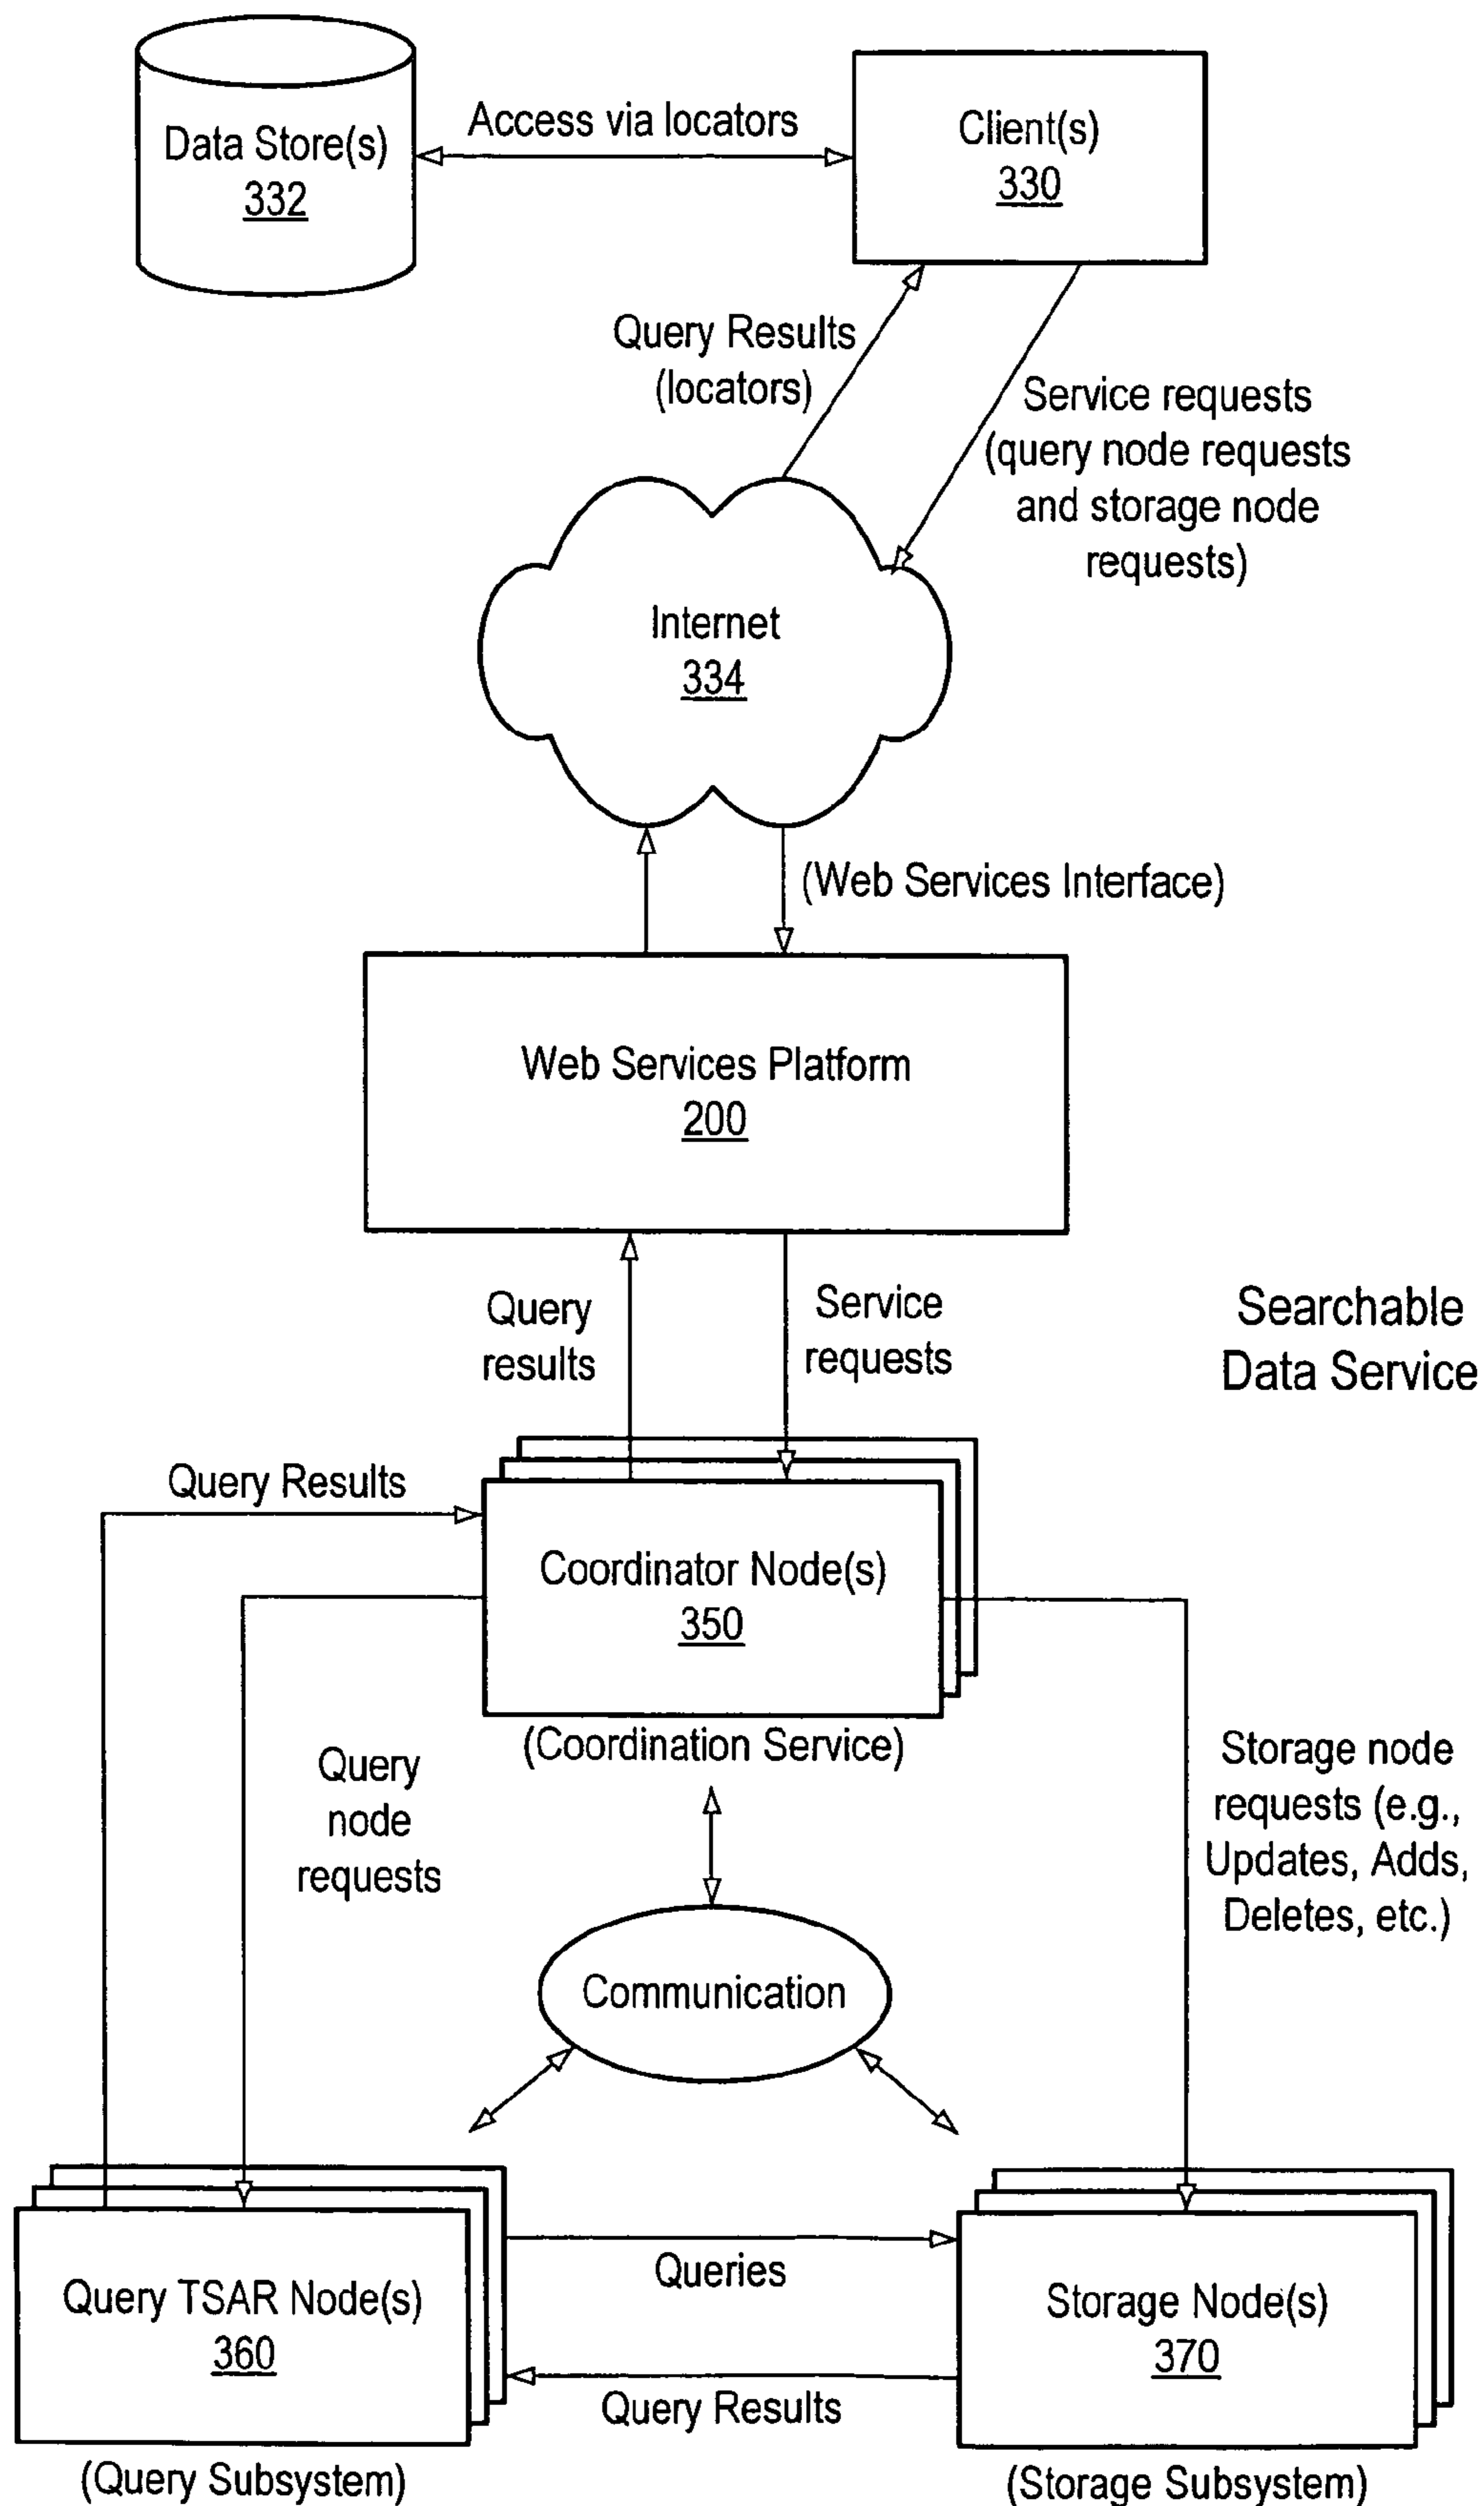 Data Store(s)
332
Access via locators
Client(s)
330
Query Results
(locators)
Service requests
(query node requests
and storage node
requests)
Internet
334
(Web Services Interface)
Web Services Platform
200
Query
results
Service
requests
Searchable
Data Service
Query Results
Coordinator Node(s)
350
(Coordination Service)
Query
node
requests
Storage node
requests (e.g.,
Updates, Adds,
Deletes, etc.)
Communication
Query TSAR Node(s)
360
(Query Subsystem)
Queries
Query Results
Storage Node(s)
370
(Storage Subsystem)